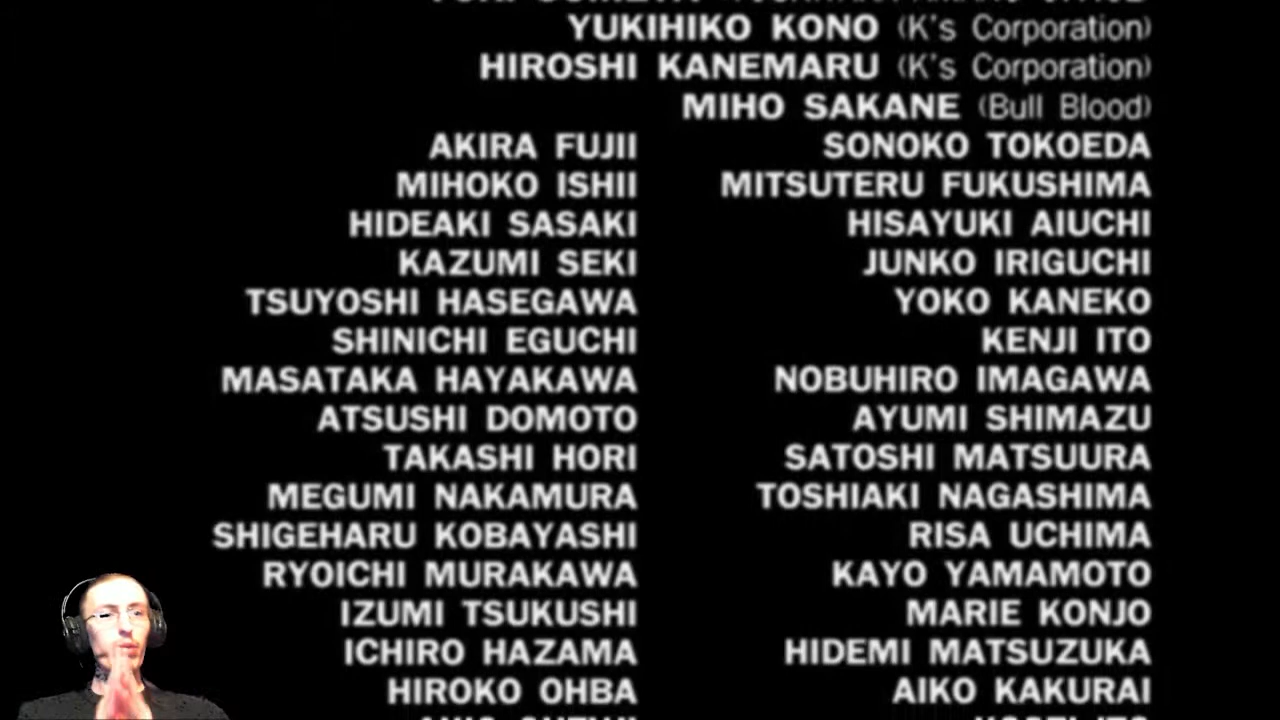 YUKIHIKO KONO (K's Corporation)
HIROSHI KANEMARU (K's Corporation)
MIHO SAKANE (Bull Blood)
AKIRA FUJII SONOKO TOKOEDA
MIHOKO ISHII MITSUTERU FUKUSHIMA
HIDEAKI SASAKI HISAYUKI AIUCHI
KAZUMI SEKI JUNKO IRIGUCHI
TSUYOSHI HASEGAWA YOKO KANEKO
SHINICHI EGUCHI KENJI ITO
MASATAKA HAYAKAWA NOBUHIRO IMAGAWA
ATSUSHI DOMOTO AYUMI SHIMAZU
TAKASHI HORI SATOSHI MATSUURA
MEGUMI NAKAMURA TOSHIAKI NAGASHIMA
SHIGEHARU KOBAYASHI RISA UCHIMA
RYOICHI MURAKAWA KAYO YAMAMOTO
IZUMI TSUKUSHI MARIE KONJO
ICHIRO HAZAMA HIDEMI MATSUZUKA
HIROKO OHBA AIKO KAKURAI